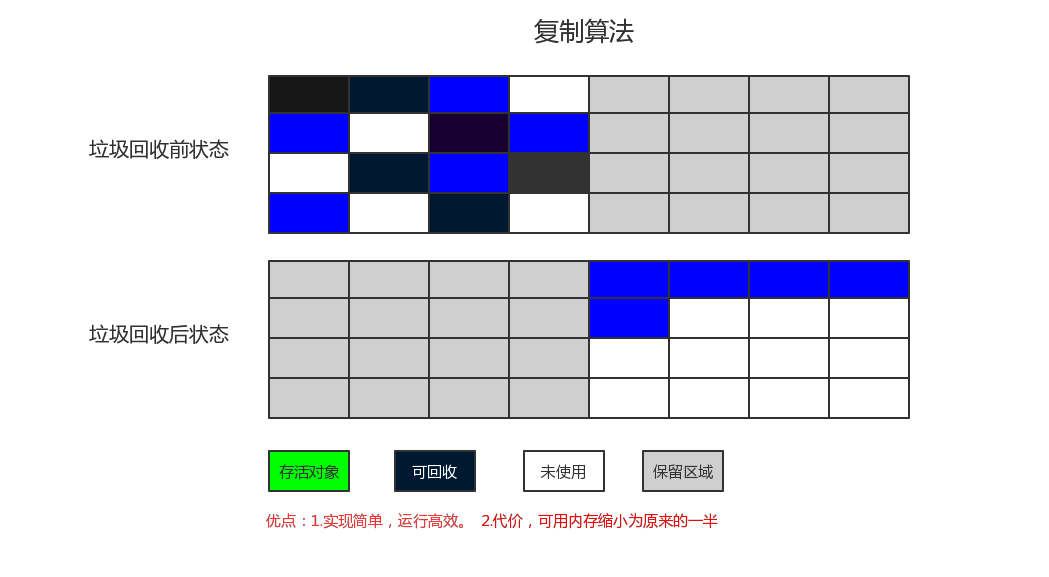 复制算法
垃圾回收前状态
垃圾回收后状态
存活对象
可回收
未使用
保留区域
优点：1.实现简单，运行高效。 2.代价，可用内存缩小为原来的一半